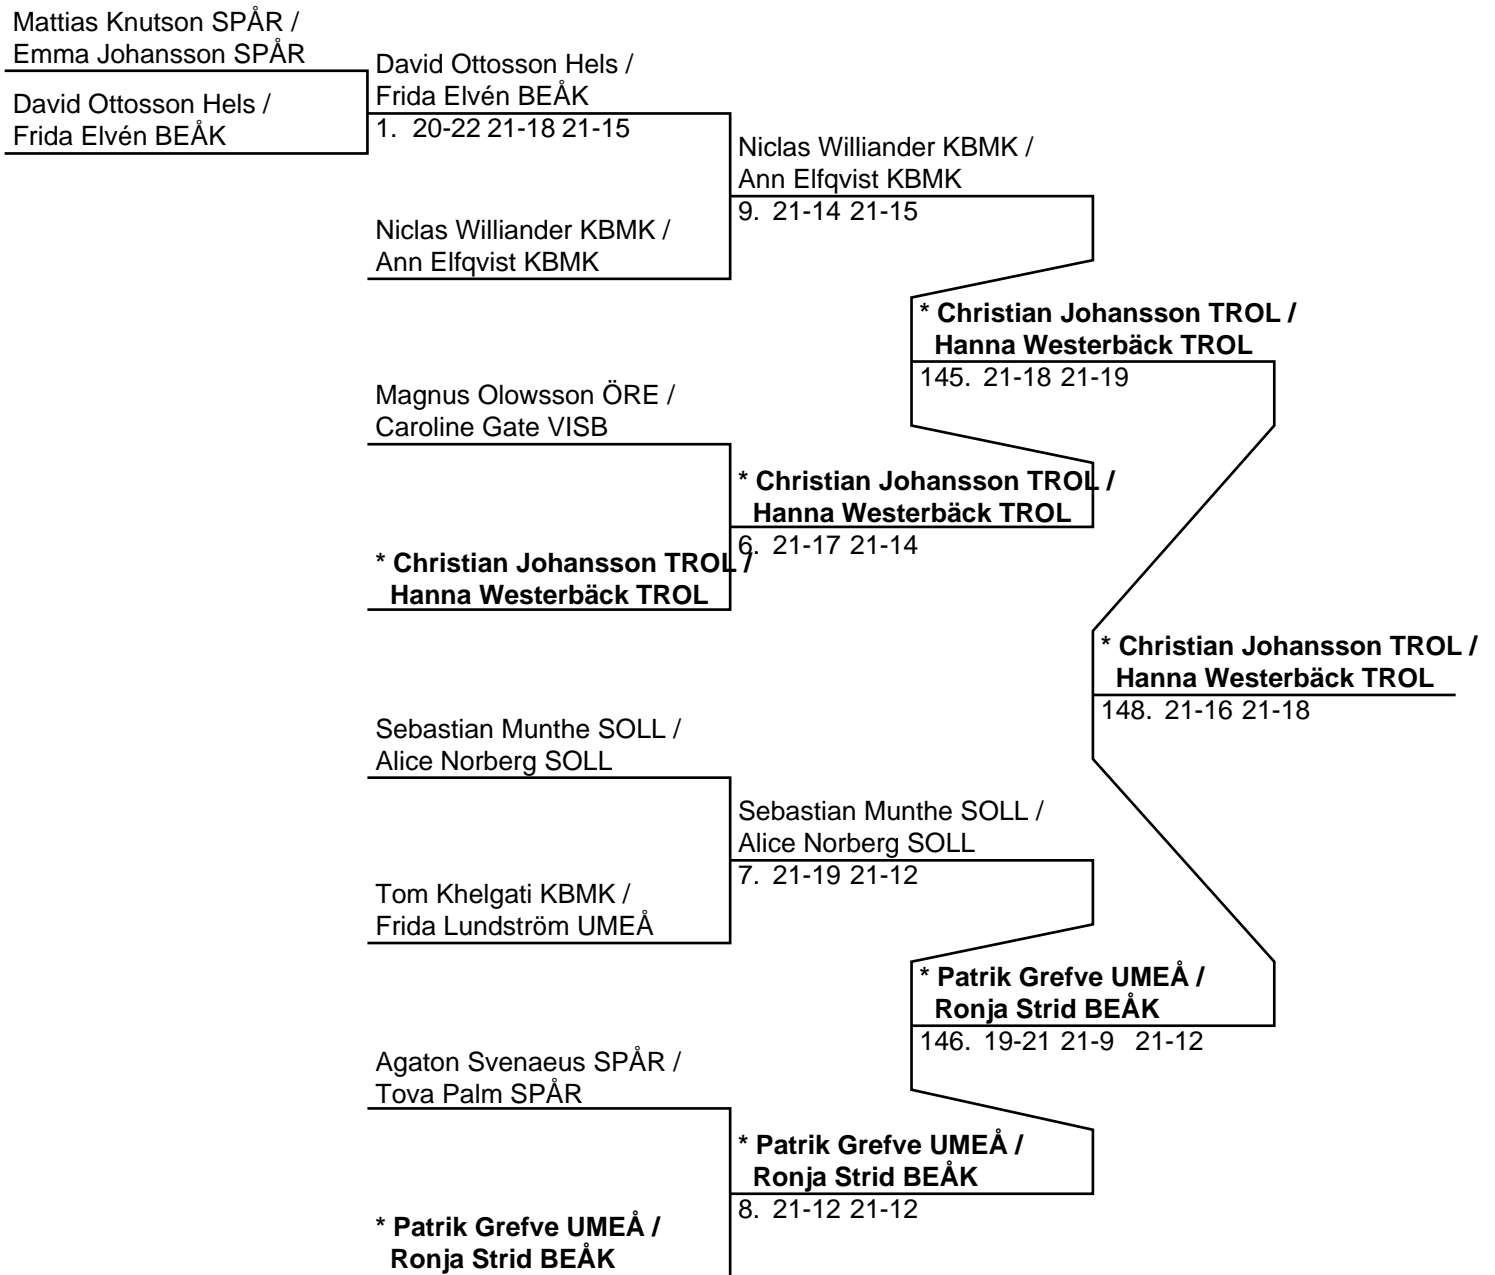 Mattias Knutson SPÅR /
Emma Johansson SPÅR
David Ottosson Hels /
Frida Elvén BEÅK
David Ottosson Hels /
Frida Elvén BEÅK
1. 20-22 21-18 21-15
Niclas Williander KBMK /
Ann Elfqvist KBMK
Niclas Williander KBMK /
Ann Elfqvist KBMK
9. 21-14 21-15
Magnus Olowsson ÖRE /
Caroline Gate VISB
* Christian Johansson TROL /
Hanna Westerbäck TROL
* Christian Johansson TROL /
Hanna Westerbäck TROL
6. 21-17 21-14
* Christian Johansson TROL /
Hanna Westerbäck TROL
145. 21-18 21-19
Sebastian Munthe SOLL /
Alice Norberg SOLL
Tom Khelgati KBMK /
Frida Lundström UMEÅ
Sebastian Munthe SOLL /
Alice Norberg SOLL
7. 21-19 21-12
Agaton Svenaeus SPÅR /
Tova Palm SPÅR
* Patrik Grefve UMEÅ /
Ronja Strid BEÅK
* Patrik Grefve UMEÅ /
Ronja Strid BEÅK
8. 21-12 21-12
* Patrik Grefve UMEÅ /
Ronja Strid BEÅK
146. 19-21 21-9 21-12
* Christian Johansson TROL /
Hanna Westerbäck TROL
148. 21-16 21-18